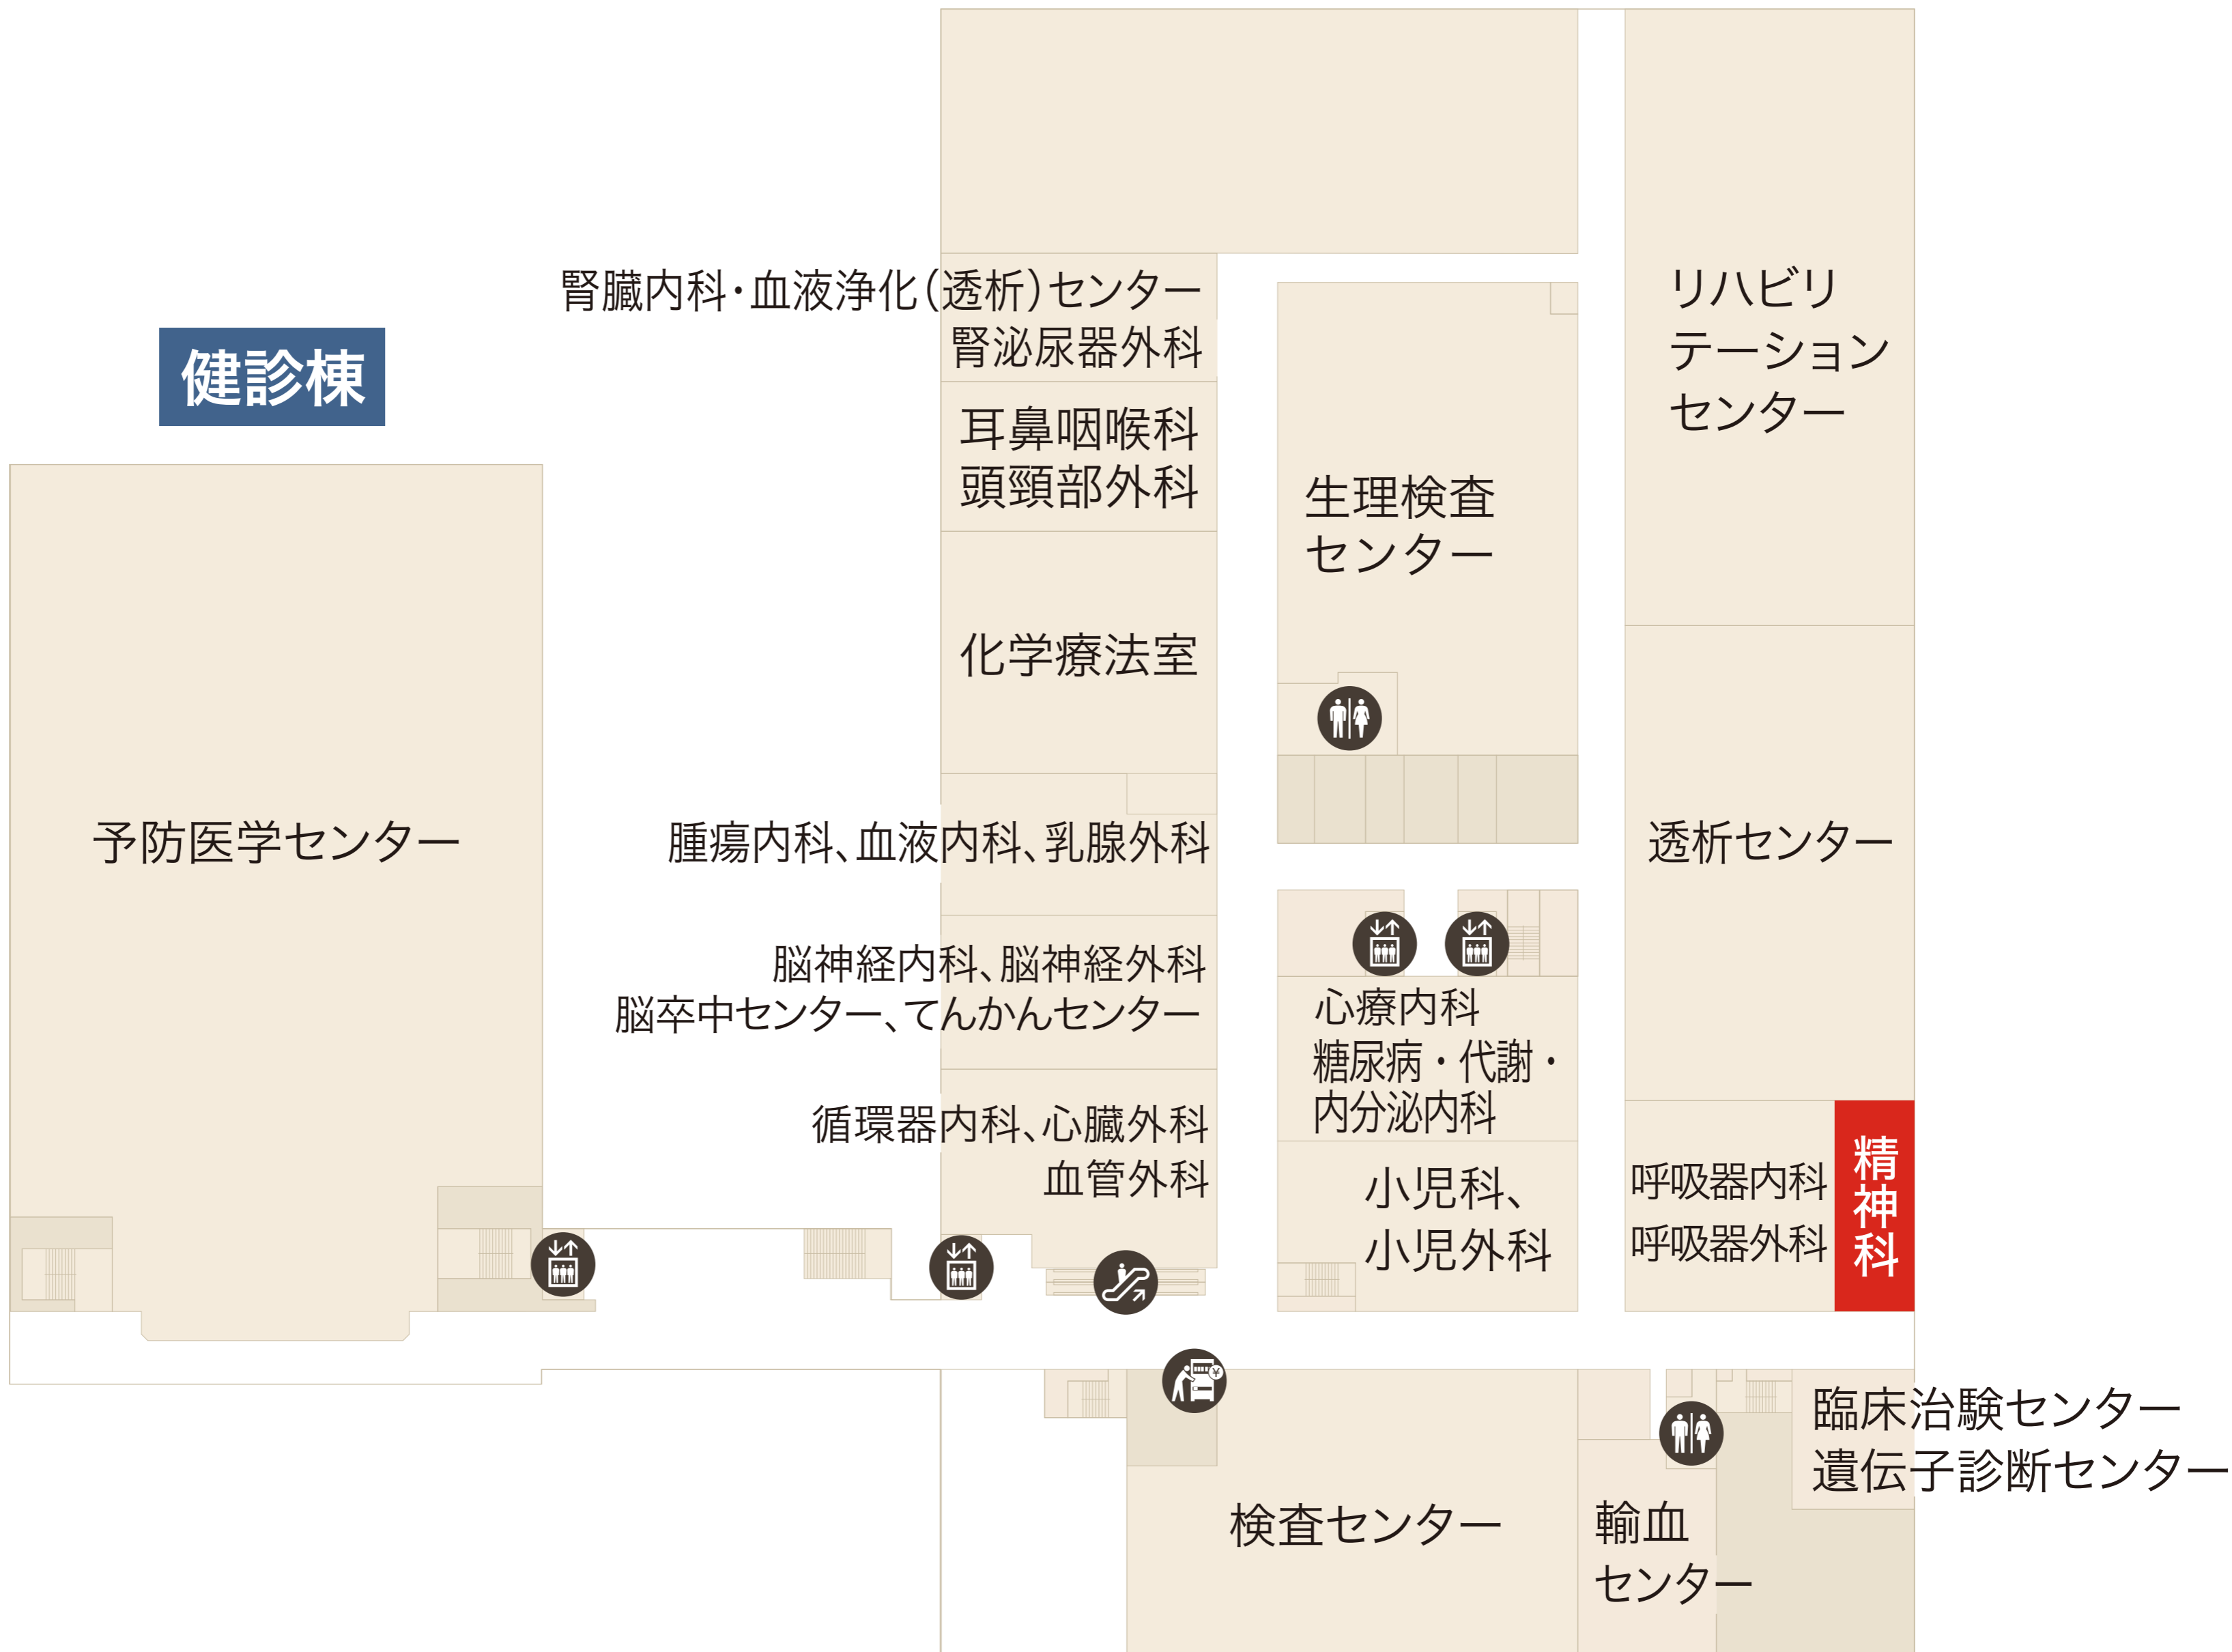 腎臓内科・血液浄化(透析)センター
腎泌尿器外科
健診棟
耳鼻咽喉科
頭頸部外科
リハビリ
テーション
センター
生理検査
センター
化学療法室
予防医学センター
腫瘍内科、血液内科、乳腺外科
透析センター
脳神経内科、脳神経外科
脳卒中センター、てんかんセンター
心療内科
糖尿病・代謝・
内分泌内科
循環器内科、心臓外科
血管外科
小児科、
小児外科
呼吸器内科
呼吸器外科
精神科
¥
臨床治験センター
遺伝子診断センター
検査センター
輸血
センター